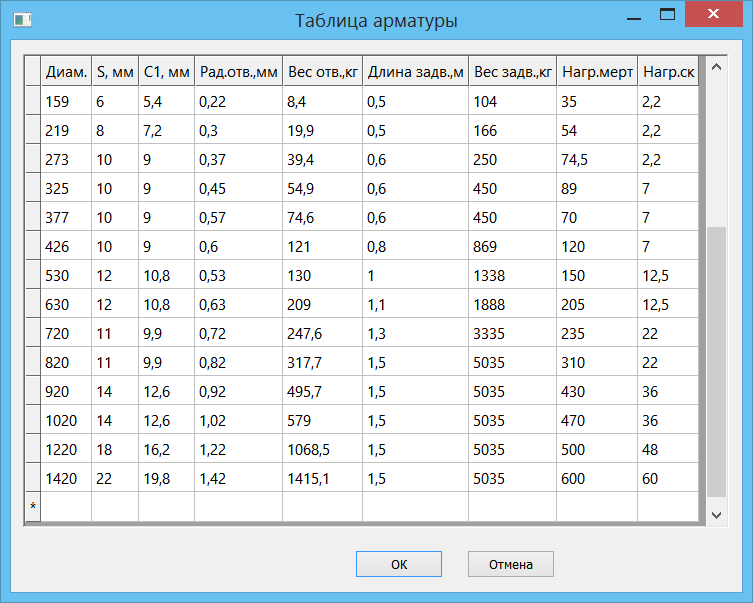 Таблица арматуры
Диам. S, мм C1, мм Рад.отв.,мм Вес отв.,кг Длина задв.,м Вес задв.,кг Нагр.мерт Нагр.ск
159 6 5,4 0,22 8,4 0,5 104 35 2,2
219 8 7,2 0,3 19,9 0,5 166 54 2,2
273 10 9 0,37 39,4 0,6 250 74,5 2,2
325 10 9 0,45 54,9 0,6 450 89 7
377 10 9 0,57 74,6 0,6 450 70 7
426 10 9 0,6 121 0,8 869 120 7
530 12 10,8 0,53 130 1 1338 150 12,5
630 12 10,8 0,63 209 1,1 1888 205 12,5
720 11 9,9 0,72 247,6 1,3 3335 235 22
820 11 9,9 0,82 317,7 1,5 5035 310 22
920 14 12,6 0,92 495,7 1,5 5035 430 36
1020 14 12,6 1,02 579 1,5 5035 470 36
1220 18 16,2 1,22 1068,5 1,5 5035 500 48
1420 22 19,8 1,42 1415,1 1,5 5035 600 60
*
ОК Отмена